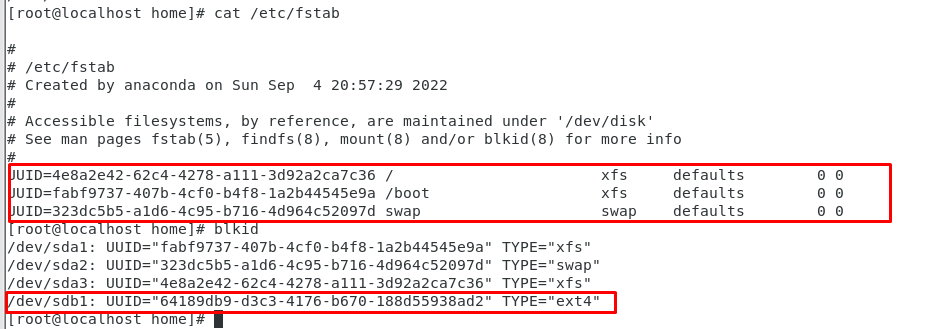 [root@localhost home]# cat /etc/fstab
#
# /etc/fstab
# Created by anaconda on Sun Sep  4 20:57:29 2022
#
# Accessible filesystems, by reference, are maintained under '/dev/disk'
# See man pages fstab(5), findfs(8), mount(8) and/or blkid(8) for more info
#
UUID=4e8a2e42-62c4-4278-a111-3d92a2ca7c36 /                       xfs     defaults        0 0
UUID=fabf9737-407b-4cf0-b4f8-1a2b44545e9a /boot                   xfs     defaults        0 0
UUID=323dc5b5-a1d6-4c95-b716-4d964c52097d swap                    swap    defaults        0 0
[root@localhost home]# blkid
/dev/sda1: UUID="fabf9737-407b-4cf0-b4f8-1a2b44545e9a" TYPE="xfs"
/dev/sda2: UUID="323dc5b5-a1d6-4c95-b716-4d964c52097d" TYPE="swap"
/dev/sda3: UUID="4e8a2e42-62c4-4278-a111-3d92a2ca7c36" TYPE="xfs"
/dev/sdb1: UUID="64189db9-d3c3-4176-b670-188d55938ad2" TYPE="ext4"
[root@localhost home]#